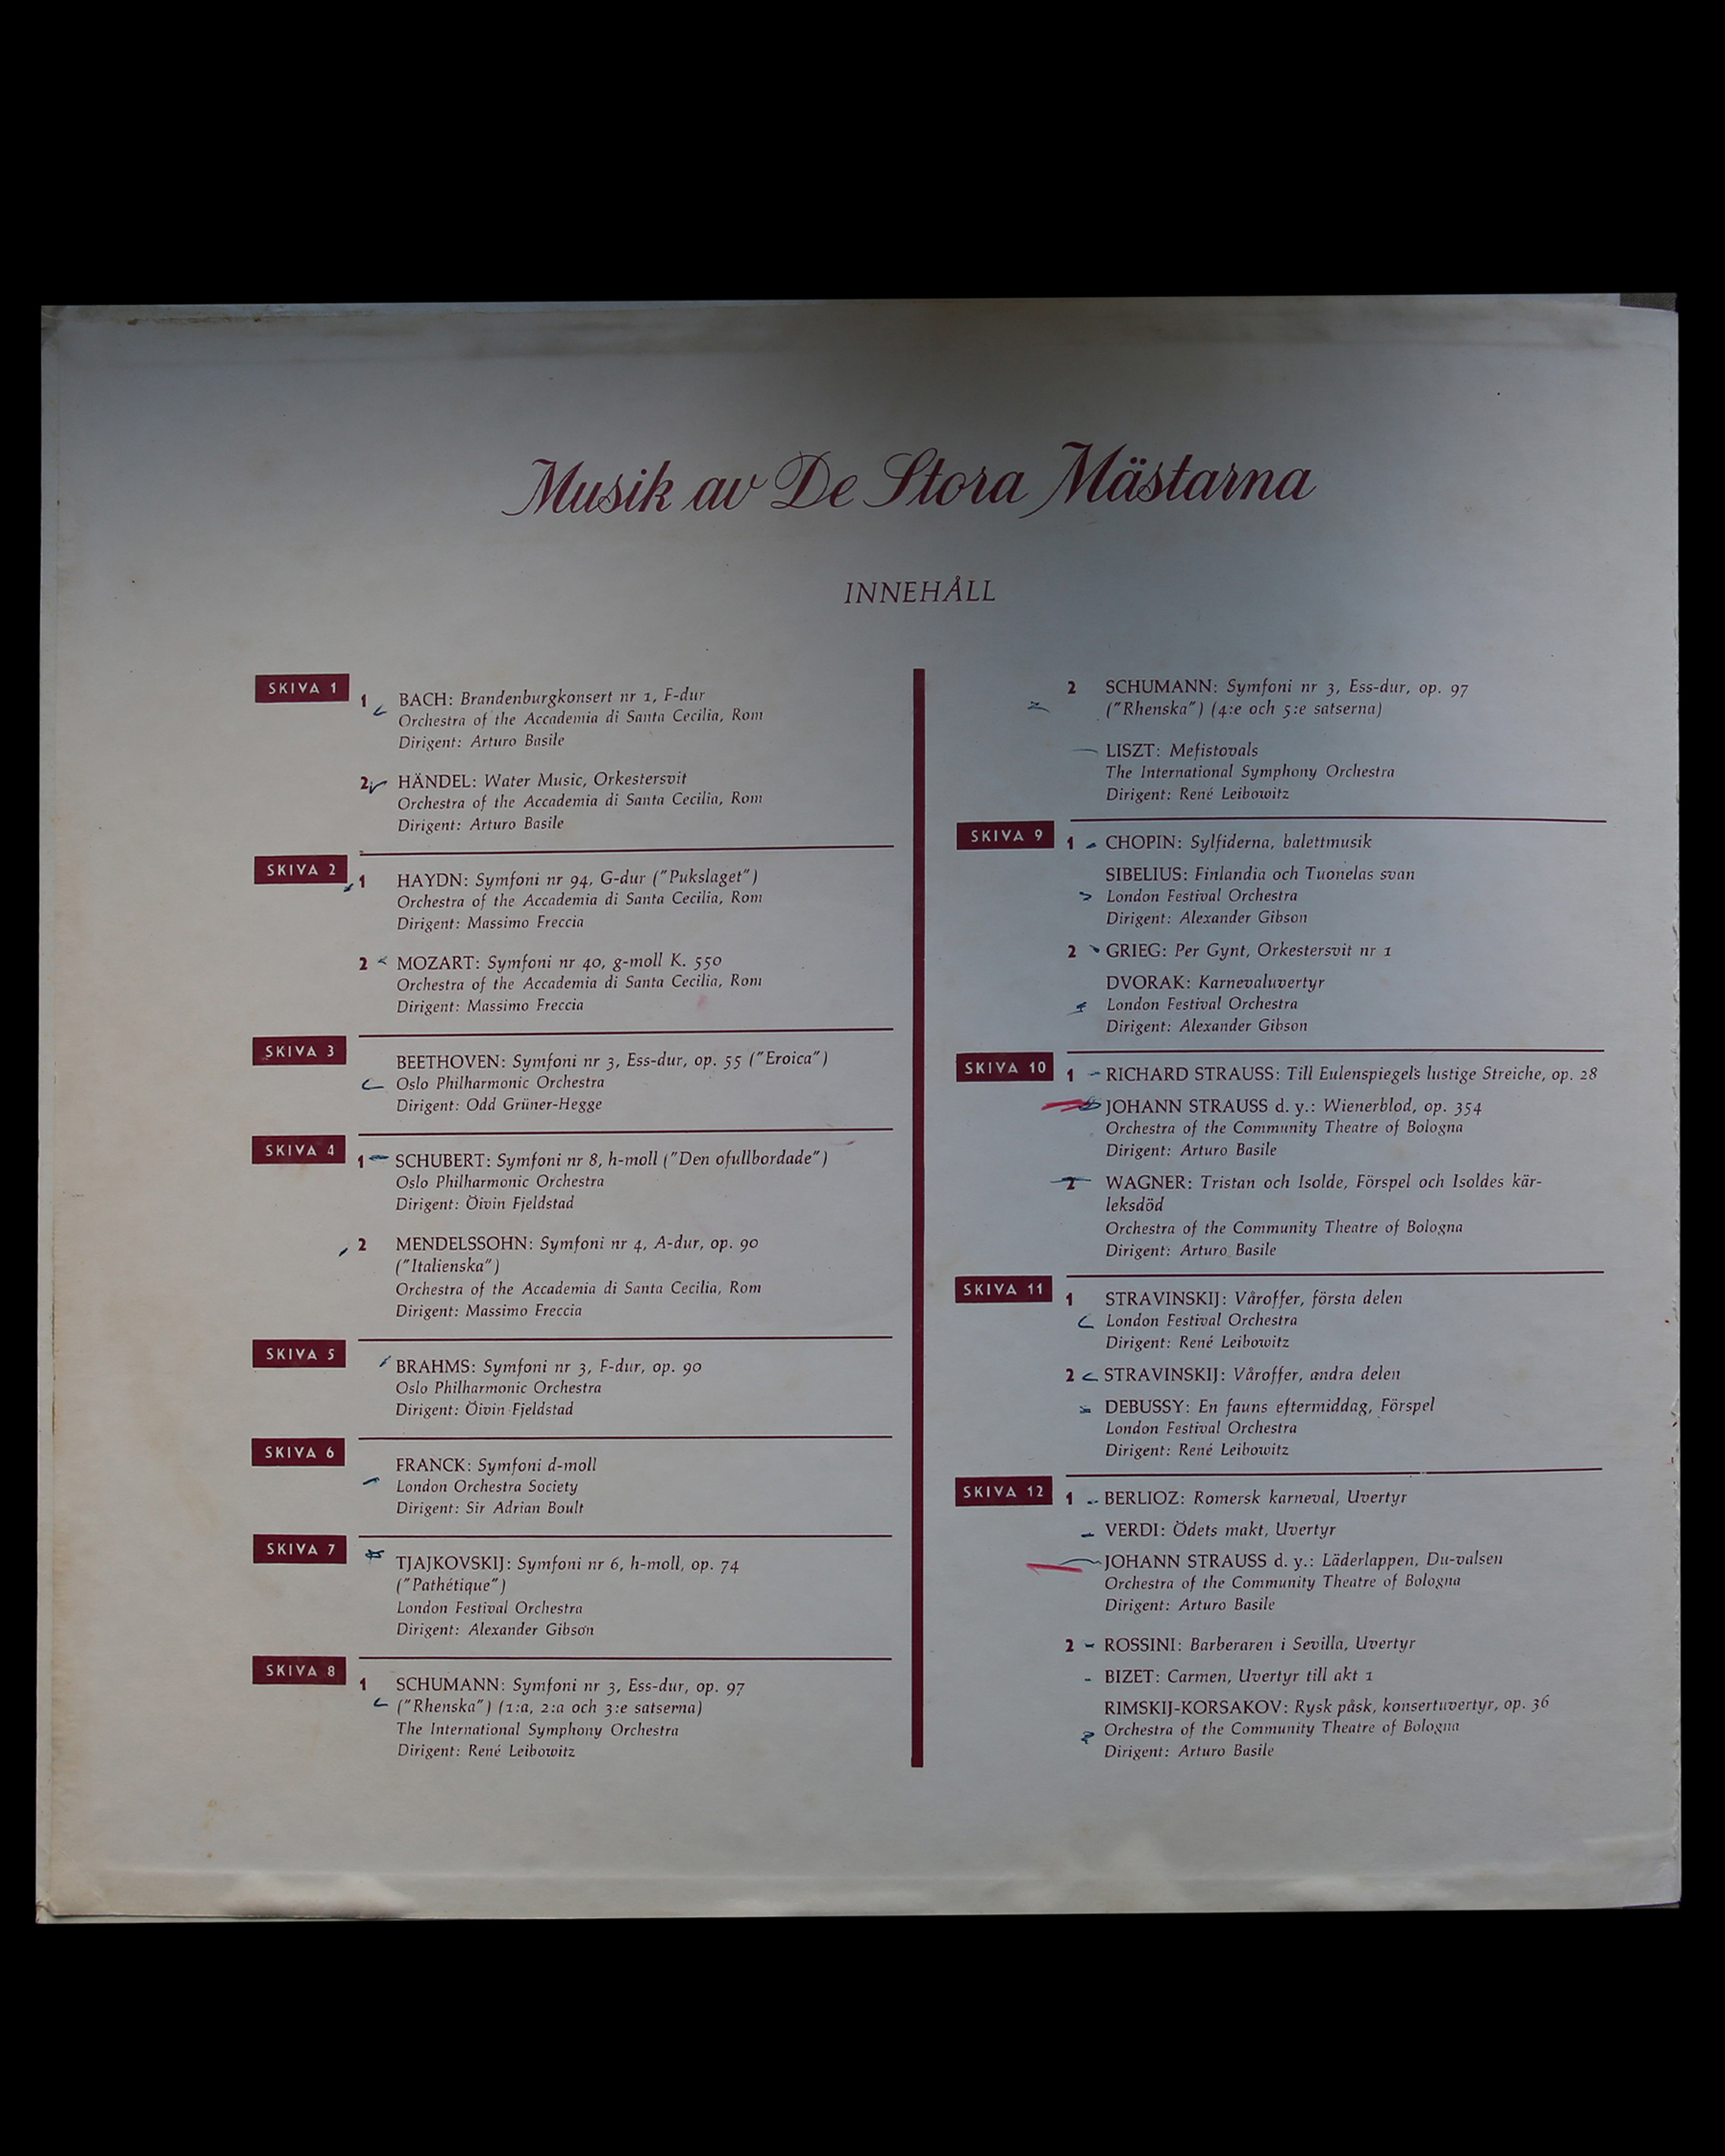 Musik av De Stora Mästarna
INNEHÅLL
SKIVA 1
1 BACH: Brandenburgkonsert nr 1, F-dur
Orchestra of the Accademia di Santa Cecilia, Rom
Dirigent: Arturo Basile
2 HÄNDEL: Water Music, Orkestersvit
Orchestra of the Accademia di Santa Cecilia, Rom
Dirigent: Arturo Basile
SKIVA 2
1 HAYDN: Symfoni nr 94, G-dur ("Pukslaget")
Orchestra of the Accademia di Santa Cecilia, Rom
Dirigent: Massimo Freccia
2 MOZART: Symfoni nr 40, g-moll K. 550
Orchestra of the Accademia di Santa Cecilia, Rom
Dirigent: Massimo Freccia
SKIVA 3
BEETHOVEN: Symfoni nr 3, Ess-dur, op. 55 ("Eroica")
Oslo Philharmonic Orchestra
Dirigent: Odd Grüner-Hegge
SKIVA 4
1 SCHUBERT: Symfoni nr 8, h-moll ("Den ofullbordade")
Oslo Philharmonic Orchestra
Dirigent: Öivin Fjeldstad
2 MENDELSSOHN: Symfoni nr 4, A-dur, op. 90
("Italienska")
Orchestra of the Accademia di Santa Cecilia, Rom
Dirigent: Massimo Freccia
SKIVA 5
BRAHMS: Symfoni nr 3, F-dur, op. 90
Oslo Philharmonic Orchestra
Dirigent: Öivin Fjeldstad
SKIVA 6
FRANCK: Symfoni d-moll
London Orchestra Society
Dirigent: Sir Adrian Boult
SKIVA 7
TJAJKOVSKIJ: Symfoni nr 6, h-moll, op. 74
("Pathétique")
London Festival Orchestra
Dirigent: Alexander Gibson
SKIVA 8
1 SCHUMANN: Symfoni nr 3, Ess-dur, op. 97
("Rhenska") (1:a, 2:a och 3:e satserna)
The International Symphony Orchestra
Dirigent: René Leibowitz
2 SCHUMANN: Symfoni nr 3, Ess-dur, op. 97
("Rhenska") (4:e och 5:e satserna)
LISZT: Mefistovals
The International Symphony Orchestra
Dirigent: René Leibowitz
SKIVA 9
1 CHOPIN: Sylfiderna, balettmusik
SIBELIUS: Finlandia och Tuonelas svan
London Festival Orchestra
Dirigent: Alexander Gibson
2 GRIEG: Per Gynt, Orkestersvit nr 1
DVORAK: Karnevaluvertyr
London Festival Orchestra
Dirigent: Alexander Gibson
SKIVA 10
1 RICHARD STRAUSS: Till Eulenspiegels lustige Streiche, op. 28
JOHANN STRAUSS d. y.: Wienerblod, op. 354
Orchestra of the Community Theatre of Bologna
Dirigent: Arturo Basile
2 WAGNER: Tristan och Isolde, Förspel och Isoldes kär-
leksdöd
Orchestra of the Community Theatre of Bologna
Dirigent: Arturo Basile
SKIVA 11
1 STRAVINSKIJ: Våroffer, första delen
London Festival Orchestra
Dirigent: René Leibowitz
2 STRAVINSKIJ: Våroffer, andra delen
DEBUSSY: En fauns eftermiddag, Förspel
London Festival Orchestra
Dirigent: René Leibowitz
SKIVA 12
1 BERLIOZ: Romersk karneval, Uvertyr
VERDI: Ödets makt, Uvertyr
JOHANN STRAUSS d. y.: Läderlappen, Du-valsen
Orchestra of the Community Theatre of Bologna
Dirigent: Arturo Basile
2 ROSSINI: Barberaren i Sevilla, Uvertyr
BIZET: Carmen, Uvertyr till akt 1
RIMSKIJ-KORSAKOV: Rysk påsk, konsertuvertyr, op. 36
Orchestra of the Community Theatre of Bologna
Dirigent: Arturo Basile